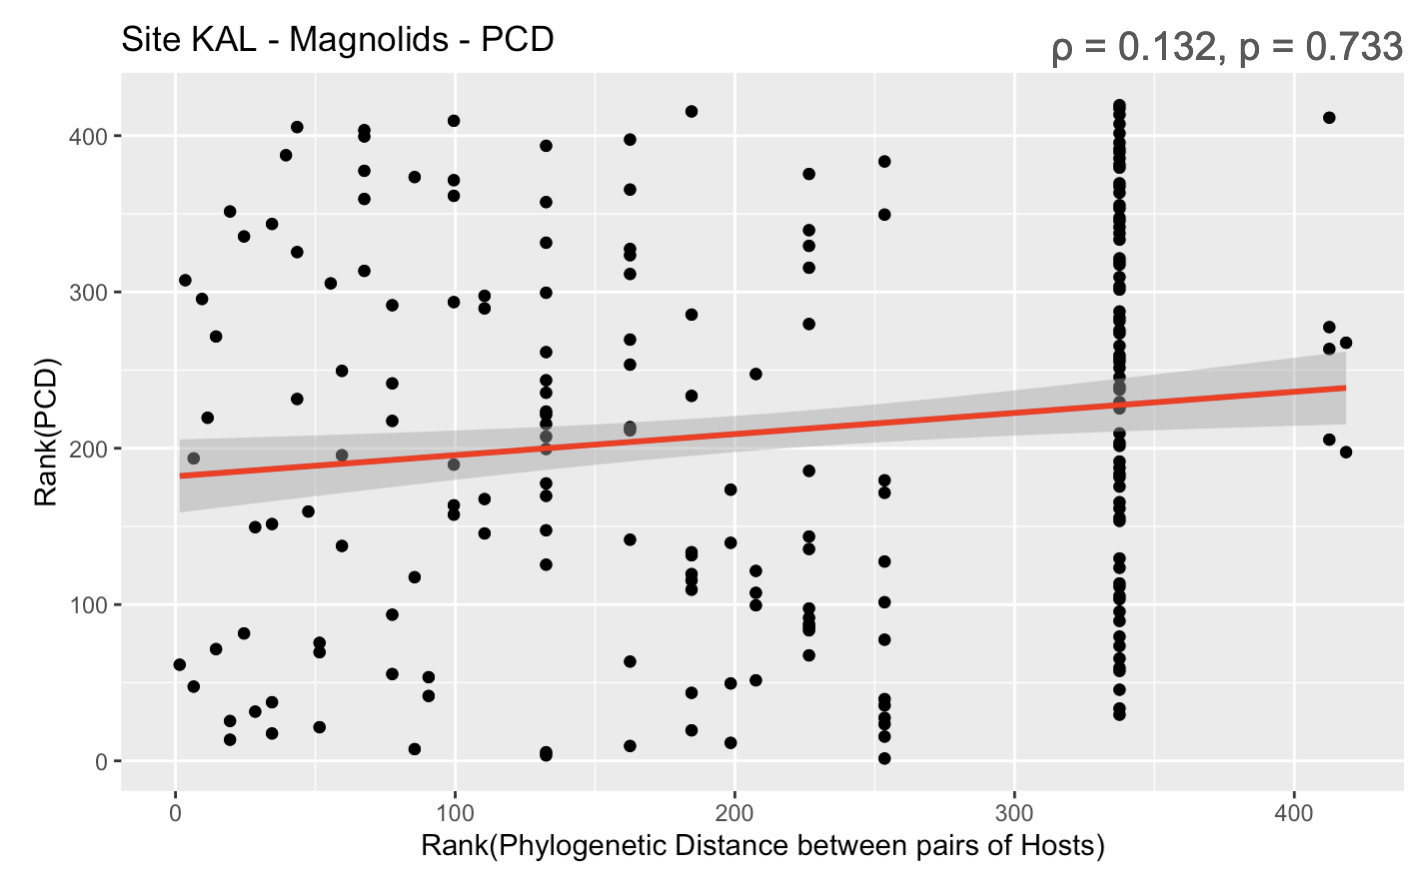 Site KAL - Magnolids - PCD
ρ = 0.132, p = 0.733
Rank(PCD)
400
300
200
100
0
0 100 200 300 400
Rank(Phylogenetic Distance between pairs of Hosts)